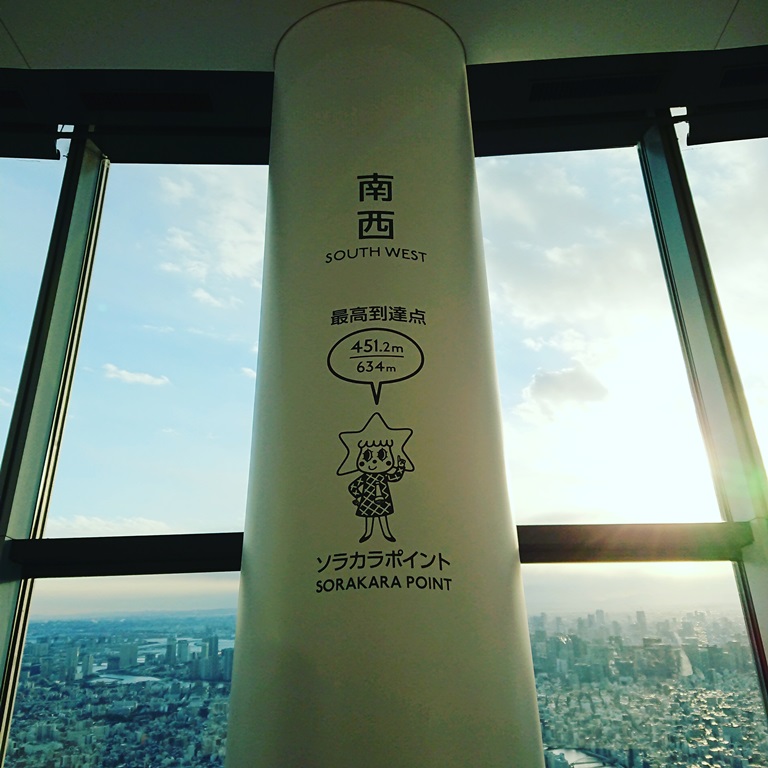 南
西
SOUTH WEST
最高到達点
451.2m
634m
ソラカラポイント
SORAKARA POINT